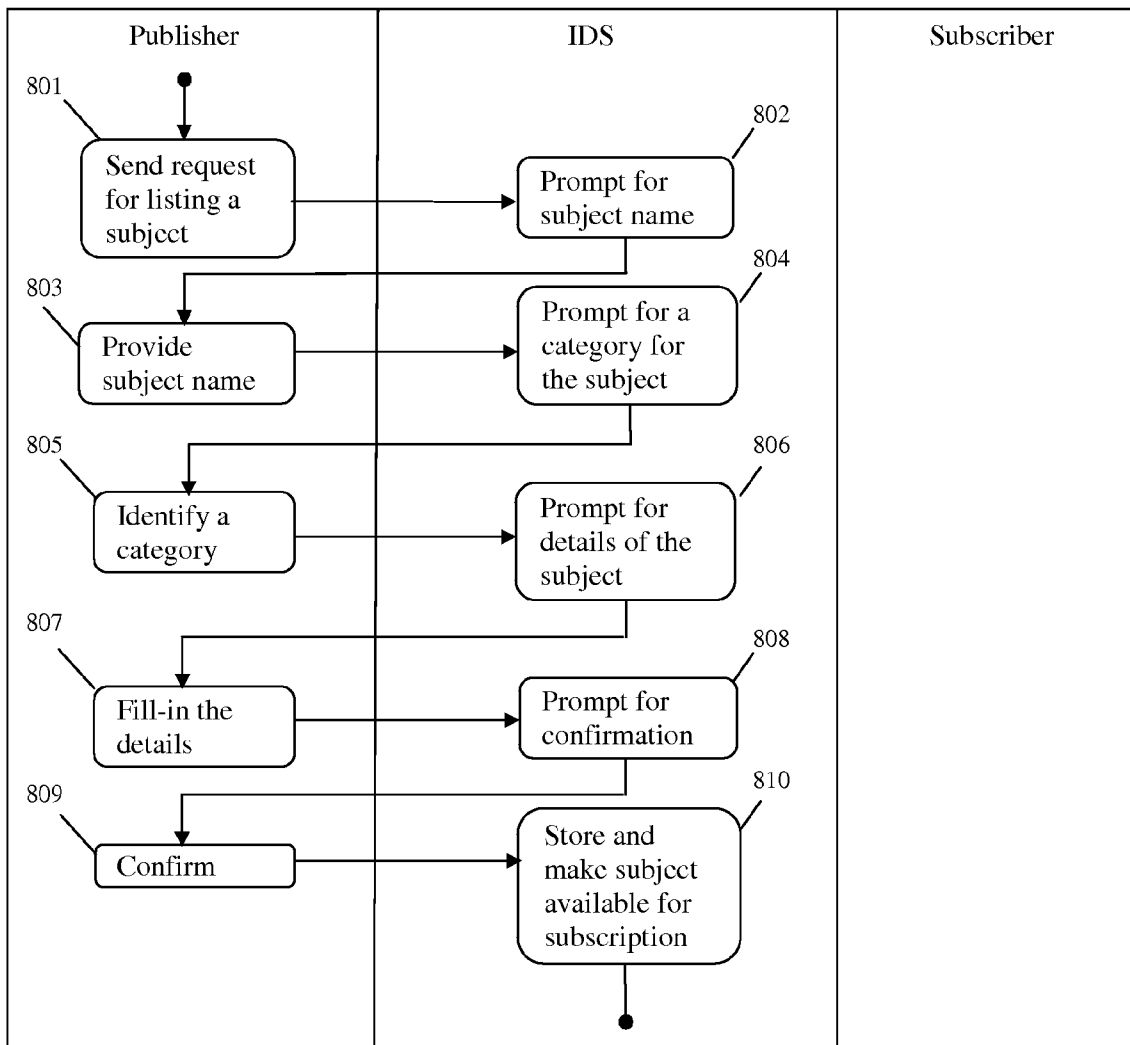 Publisher
IDS
Subscriber
801
Send request
for listing a
subject
802
Prompt for
subject name
803
Provide
subject name
804
Prompt for a
category for
the subject
805
Identify a
category
806
Prompt for
details of the
subject
807
Fill-in the
details
808
Prompt for
confirmation
809
Confirm
810
Store and
make subject
available for
subscription